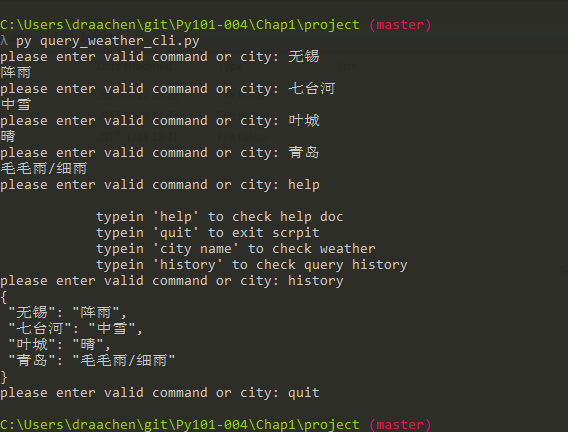 C:\Users\draachen\git\Py101-004\Chap1\project (master)
λ py query_weather_cli.py
please enter valid command or city: 无锡
阵雨
please enter valid command or city: 七台河
中雪
please enter valid command or city: 叶城
晴
please enter valid command or city: 青岛
毛毛雨/细雨
please enter valid command or city: help
typein 'help' to check help doc
typein 'quit' to exit scrpit
typein 'city name' to check weather
typein 'history' to check query history
please enter valid command or city: history
{
"无锡": "阵雨",
"七台河": "中雪",
"叶城": "晴",
"青岛": "毛毛雨/细雨"
}
please enter valid command or city: quit
C:\Users\draachen\git\Py101-004\Chap1\project (master)